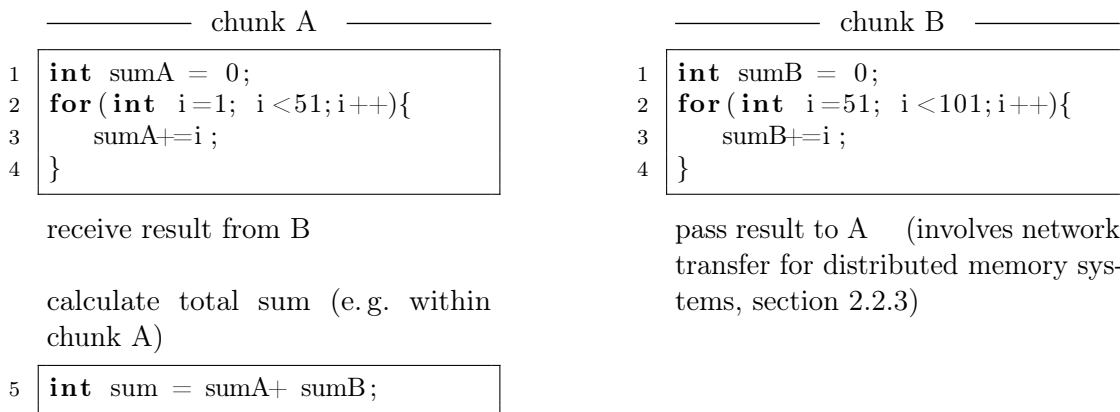 chunk A
1 int sumA = 0;
2 for(int i=1; i<51;i++){
3 sumA+=i;
4 }
receive result from B
calculate total sum (e. g. within
chunk A)
5 int sum = sumA+ sumB;
chunk B
1 int sumB = 0;
2 for(int i=51; i<101;i++){
3 sumB+=i;
4 }
pass result to A (involves network
transfer for distributed memory sys-
tems, section 2.2.3)